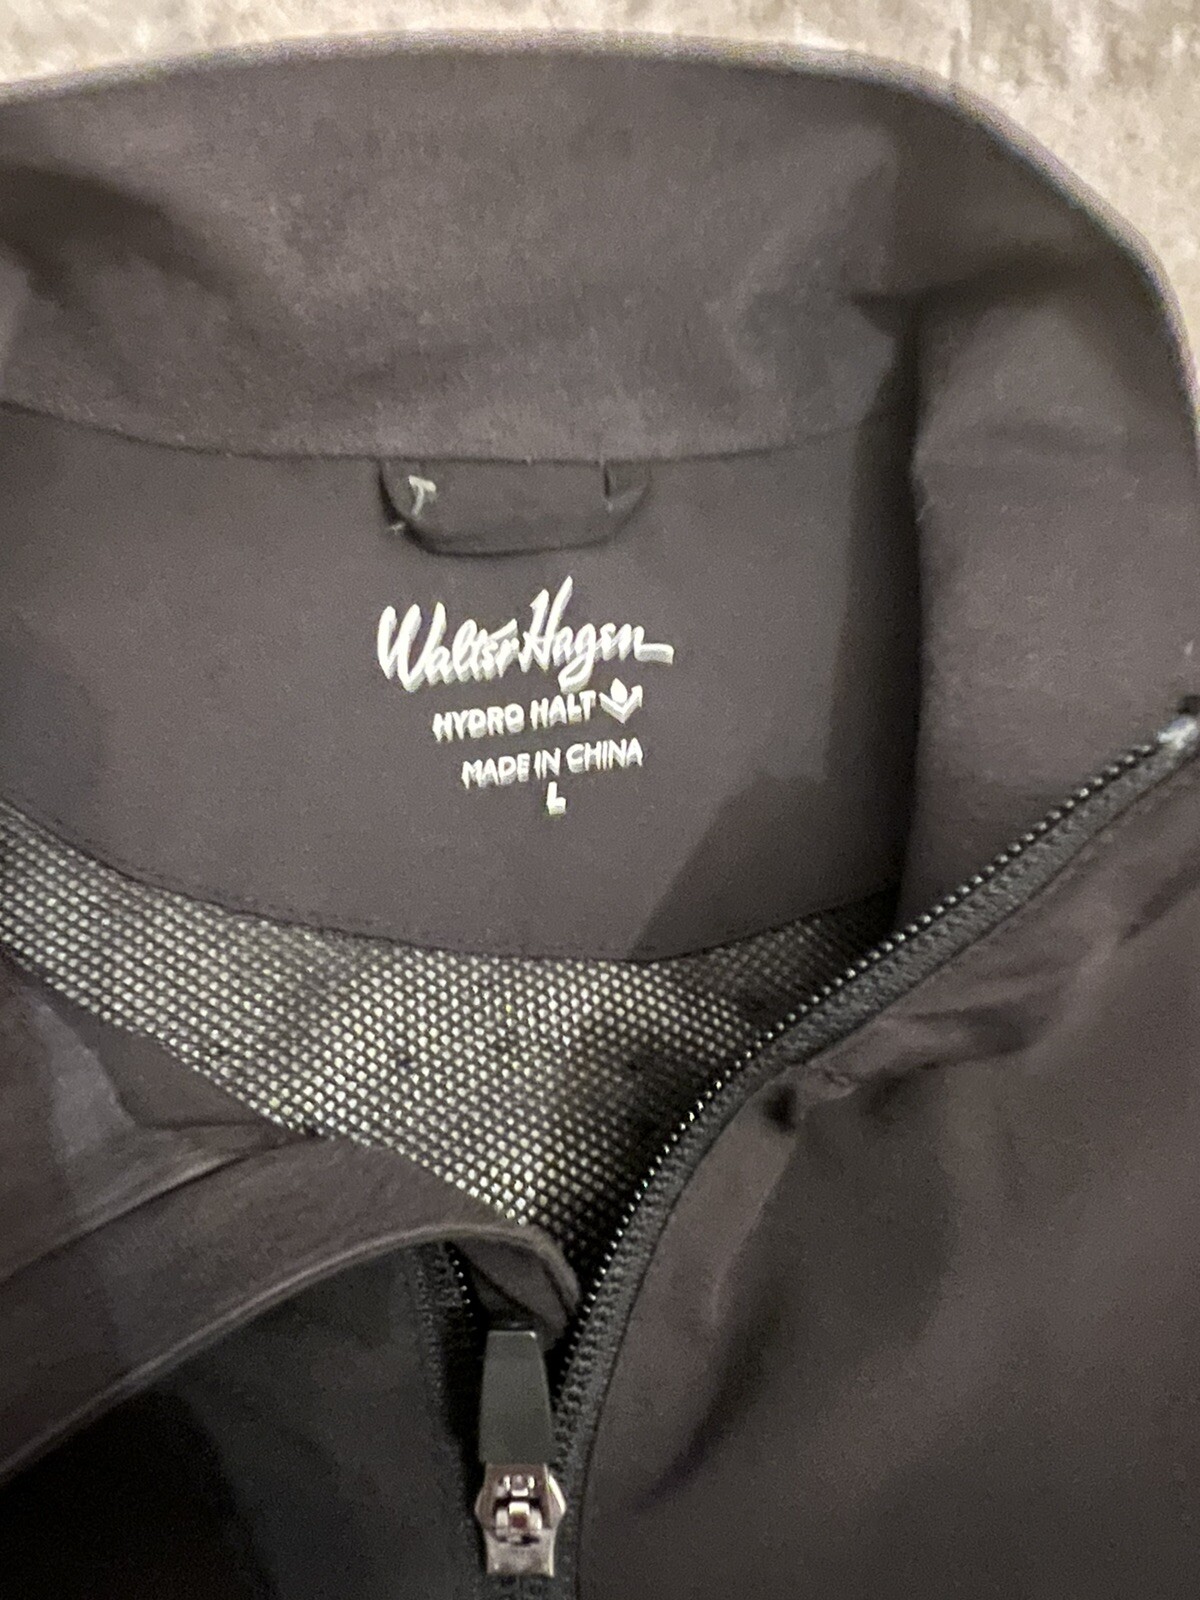 Walter Hagen
HYDRO HALT
MADE IN CHINA
L